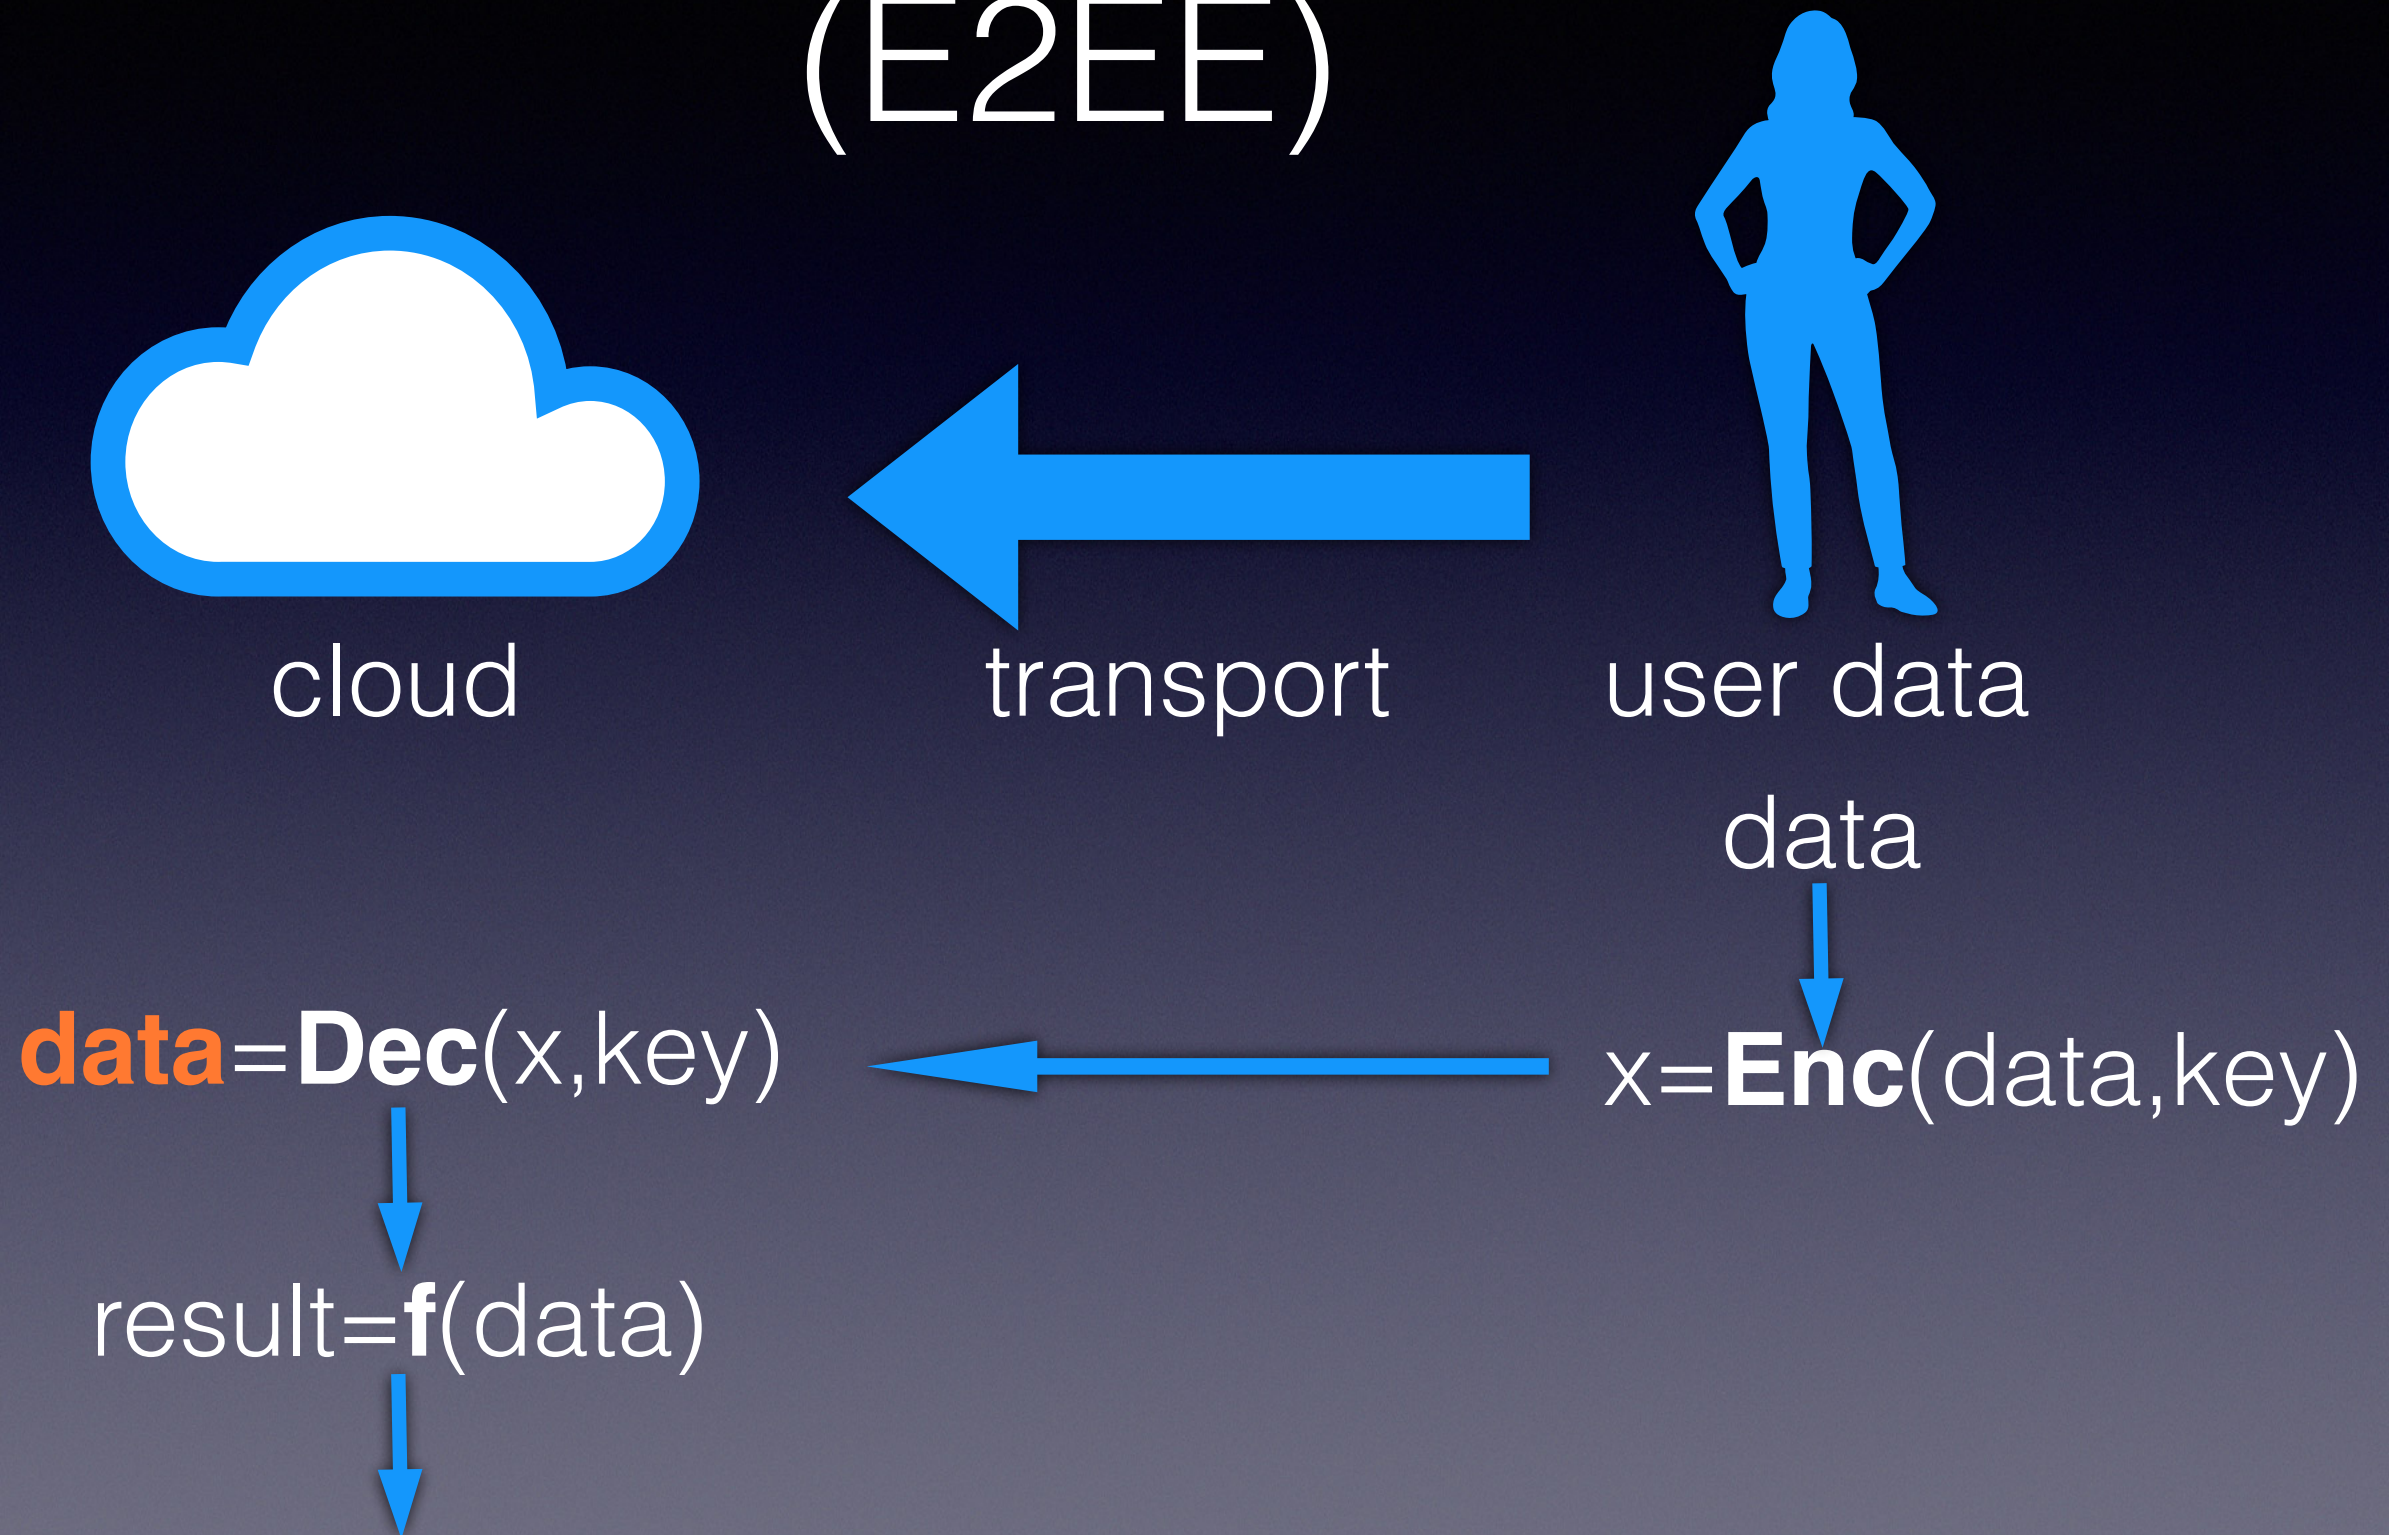 (E2EE)
cloud
transport
user data
data
data=Dec(x,key)
x=Enc(data,key)
result=f(data)